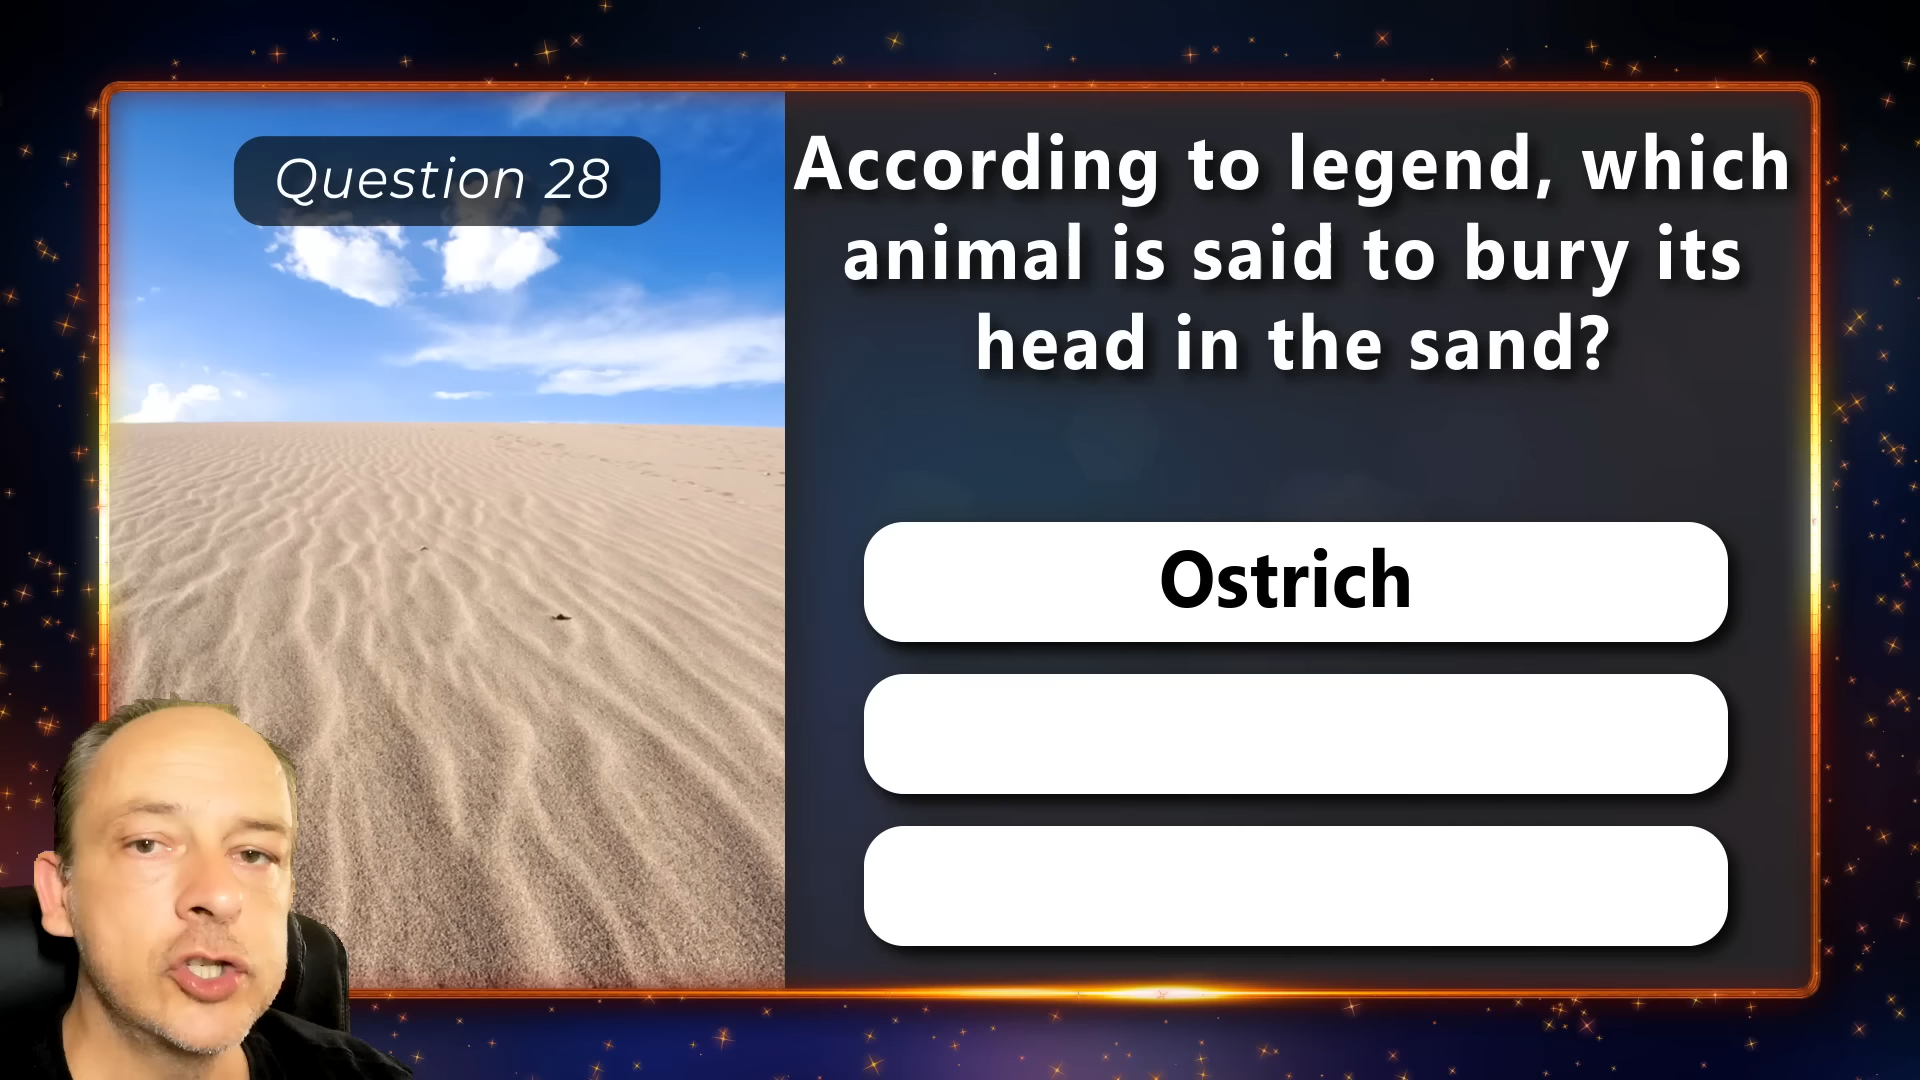 Question 28
According to legend, which
animal is said to bury its
head in the sand?
Ostrich